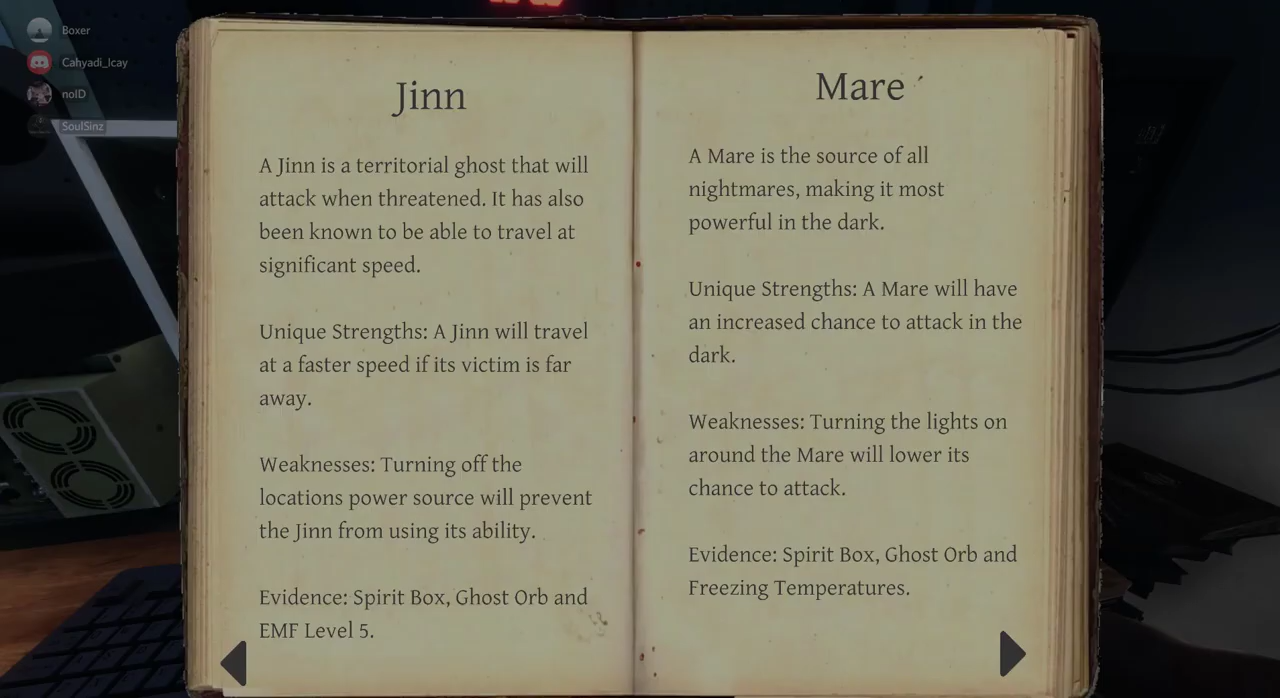 Boxer
Cahyadi_Icay
noID
SoulSinz
Jinn
A Jinn is a territorial ghost that will
attack when threatened. It has also
been known to be able to travel at
significant speed.
Unique Strengths: A Jinn will travel
at a faster speed if its victim is far
away.
Weaknesses: Turning off the
locations power source will prevent
the Jinn from using its ability.
Evidence: Spirit Box, Ghost Orb and
EMF Level 5.
Mare
A Mare is the source of all
nightmares, making it most
powerful in the dark.
Unique Strengths: A Mare will have
an increased chance to attack in the
dark.
Weaknesses: Turning the lights on
around the Mare will lower its
chance to attack.
Evidence: Spirit Box, Ghost Orb and
Freezing Temperatures.